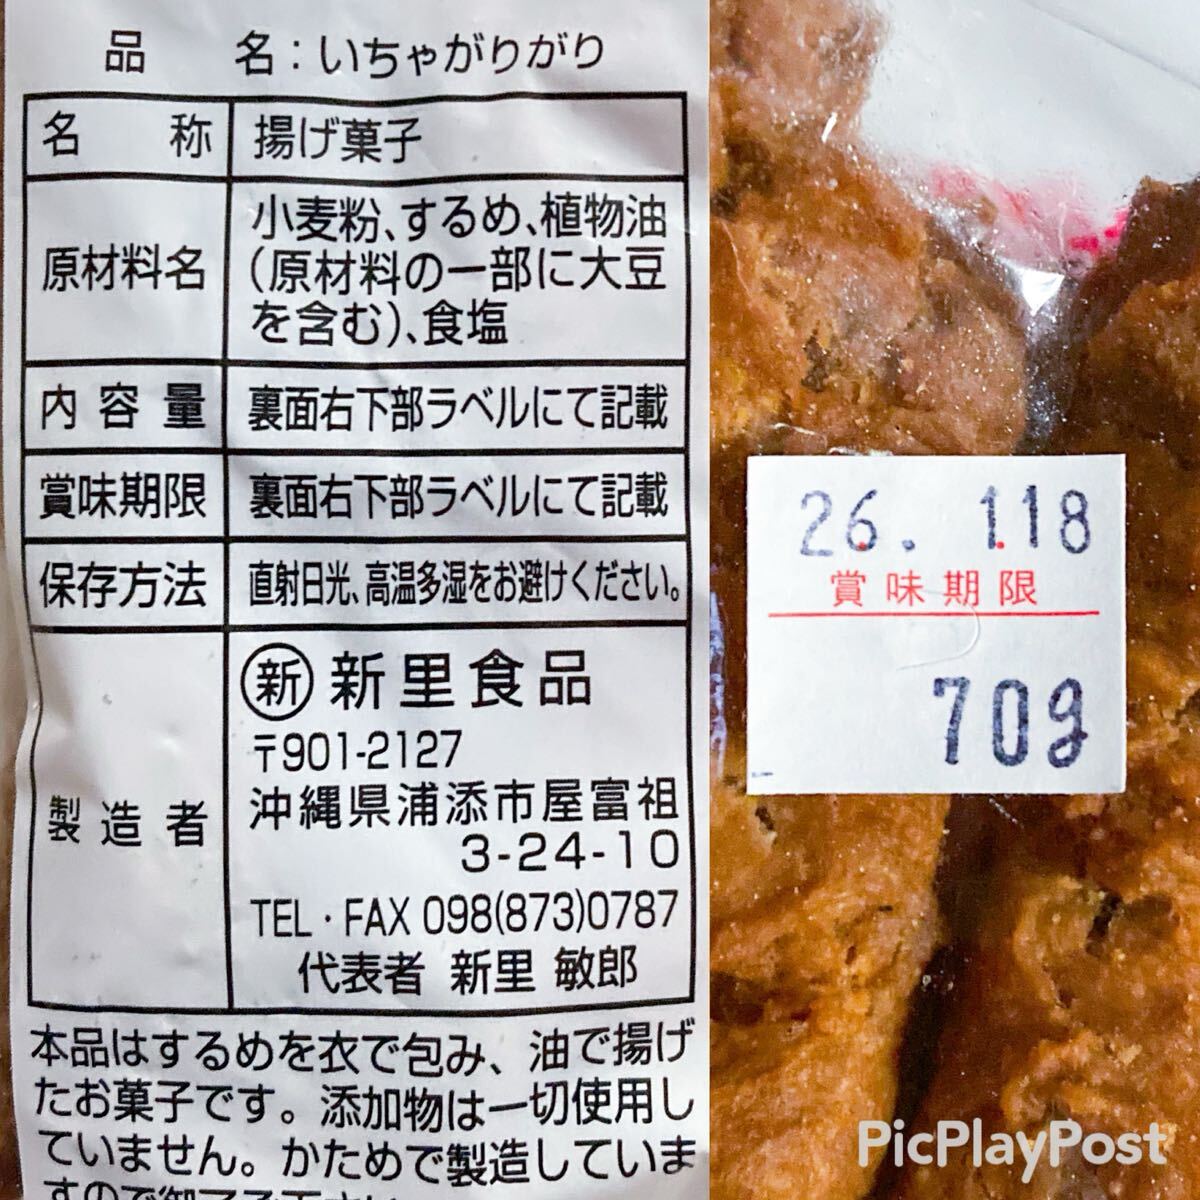 品　名：いちゃがりがり
名　称　揚げ菓子
原材料名　小麦粉、するめ、植物油
（原材料の一部に大豆
を含む）、食塩
内容量　裏面右下部ラベルにて記載
賞味期限　裏面右下部ラベルにて記載
保存方法　直射日光、高温多湿をお避けください。
製造者　新 新里食品
〒901-2127
沖縄県浦添市屋富祖
3-24-10
TEL・FAX 098(873)0787
代表者 新里 敏郎
本品はするめを衣で包み、油で揚げ
たお菓子です。添加物は一切使用し
ていません。かためで製造していま
26. 1.18
賞味期限
70g
PicPlayPost